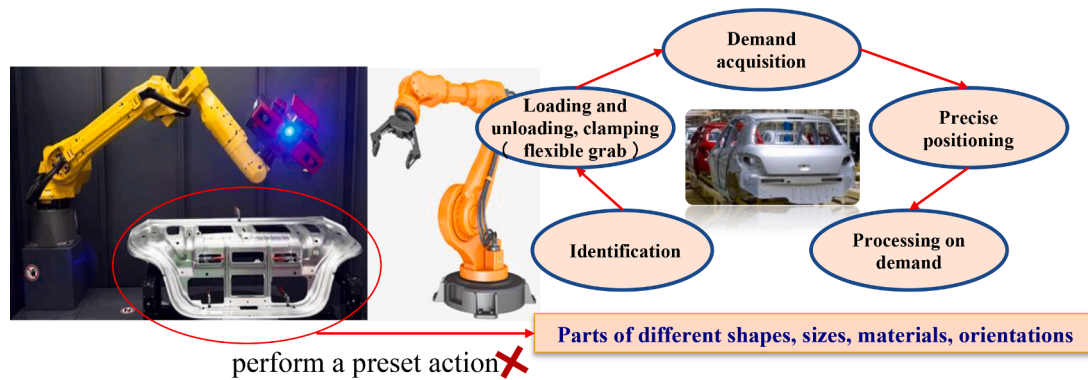 Demand
acquisition
Loading and
unloading, clamping
( flexible grab )
Precise
positioning
Identification
Processing on
demand
Parts of different shapes, sizes, materials, orientations
perform a preset action